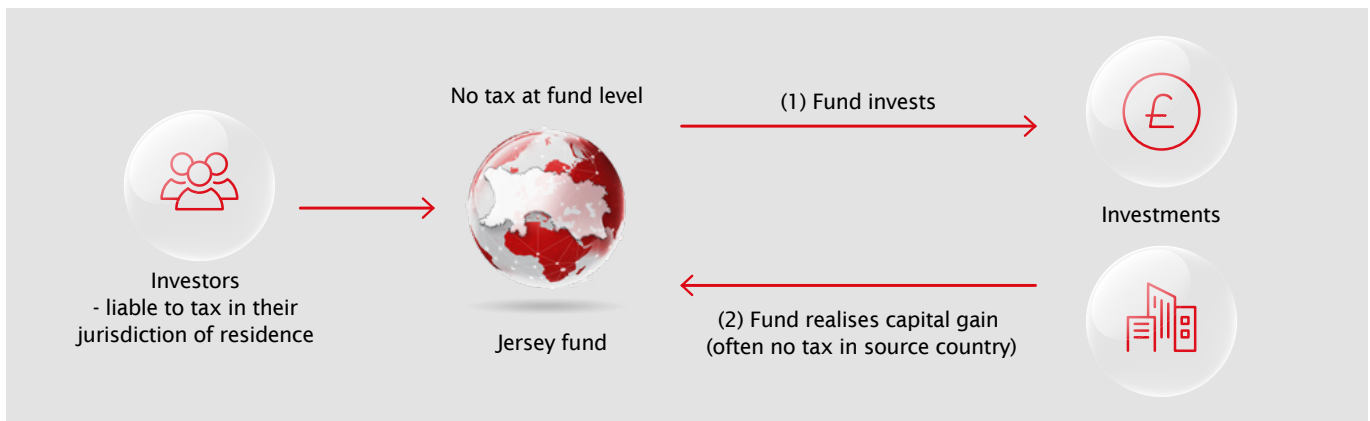 No tax at fund level
(1) Fund invests
Investors
- liable to tax in their
jurisdiction of residence
Jersey fund
Investments
(2) Fund realises capital gain
(often no tax in source country)
£